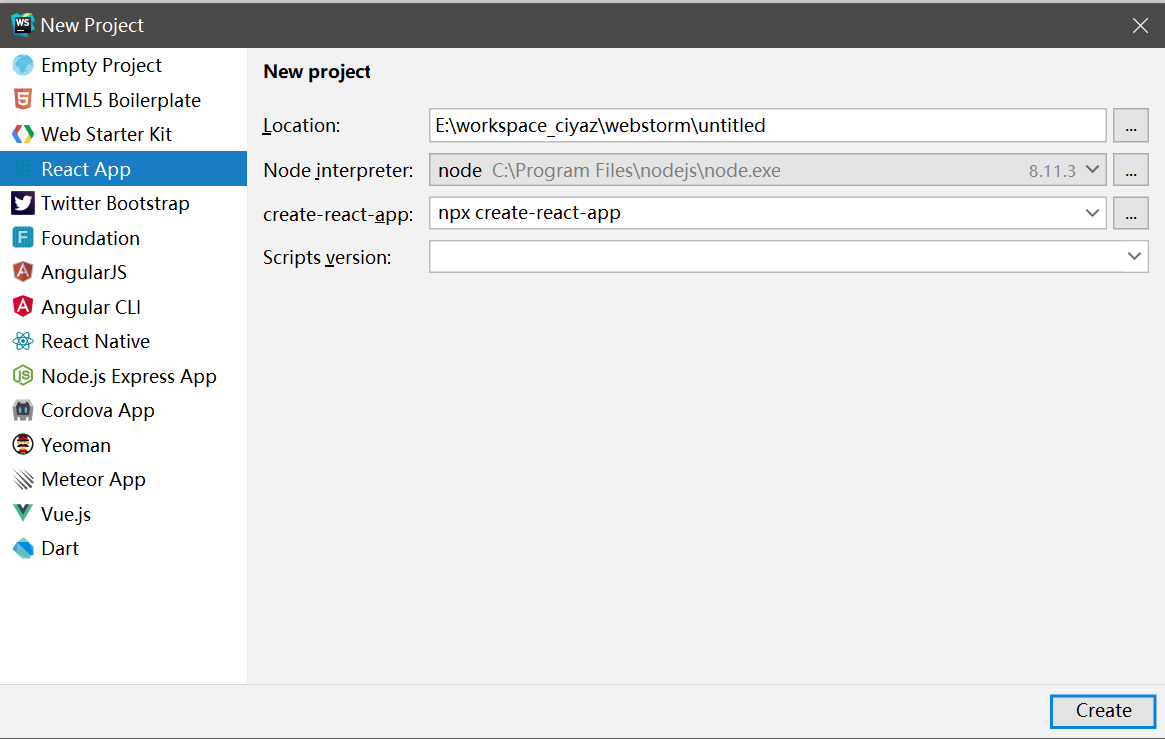 WS New Project
Empty Project
HTML5 Boilerplate
Web Starter Kit
React App
Twitter Bootstrap
Foundation
AngularJS
Angular CLI
React Native
Node.js Express App
Cordova App
Yeoman
Meteor App
Vue.js
Dart
New project
Location: E:\workspace_ciyaz\webstorm\untitled ...
Node interpreter: node C:\Program Files\nodejs\node.exe 8.11.3 ...
create-react-app: npx create-react-app ...
Scripts version:
Create